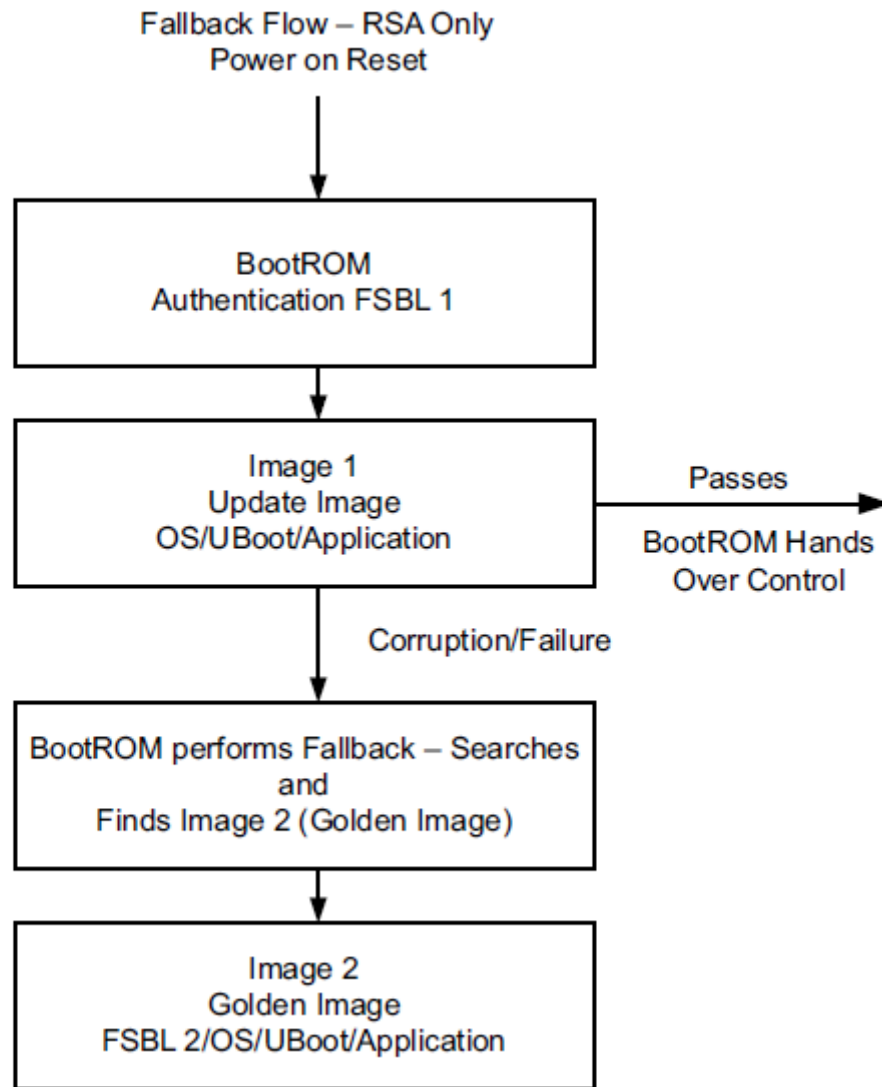 Fallback Flow – RSA Only
Power on Reset
BootROM
Authentication FSBL 1
Image 1
Update Image
OS/UBoot/Application
Passes
BootROM Hands
Over Control
Corruption/Failure
BootROM performs Fallback – Searches
and
Finds Image 2 (Golden Image)
Image 2
Golden Image
FSBL 2/OS/UBoot/Application